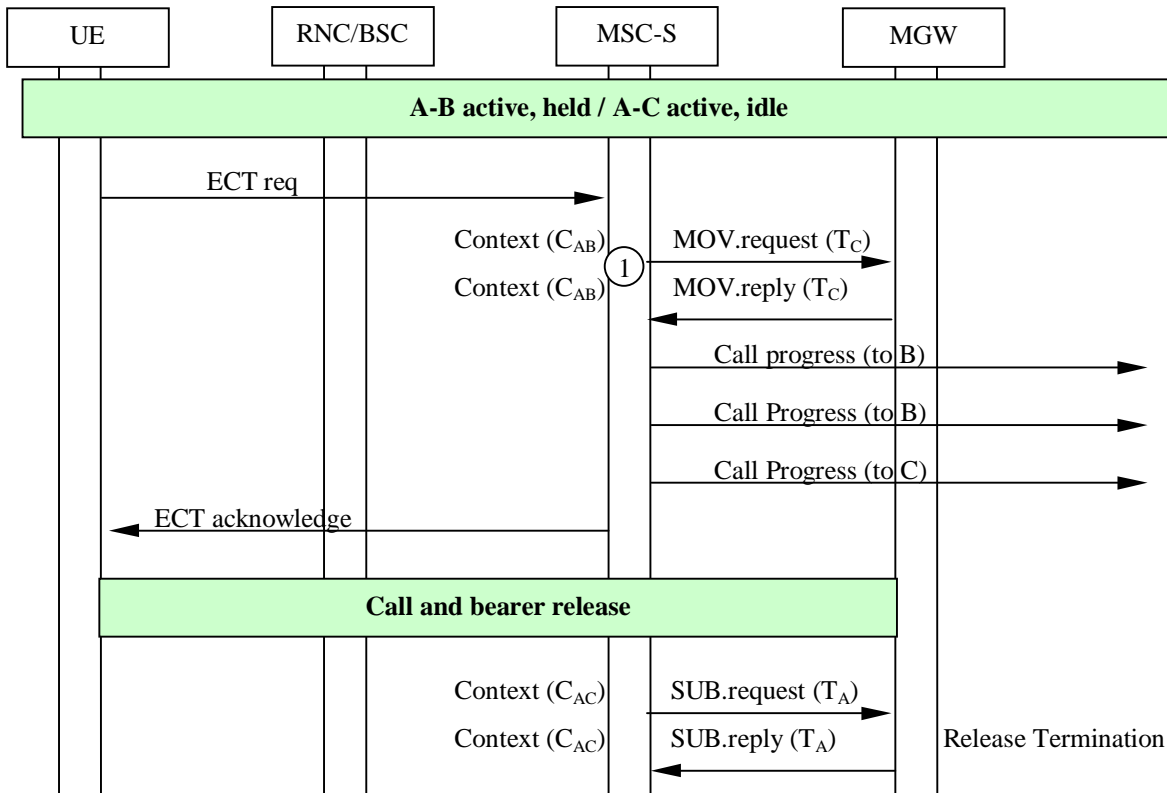 UE RNC/BSC MSC-S MGW
A-B active, held / A-C active, idle
ECT req
Context (C_AB) MOV.request (T_C)
1
Context (C_AB) MOV.reply (T_C)
Call progress (to B)
Call Progress (to B)
Call Progress (to C)
ECT acknowledge
Call and bearer release
Context (C_AC) SUB.request (T_A)
Context (C_AC) SUB.reply (T_A) Release Termination